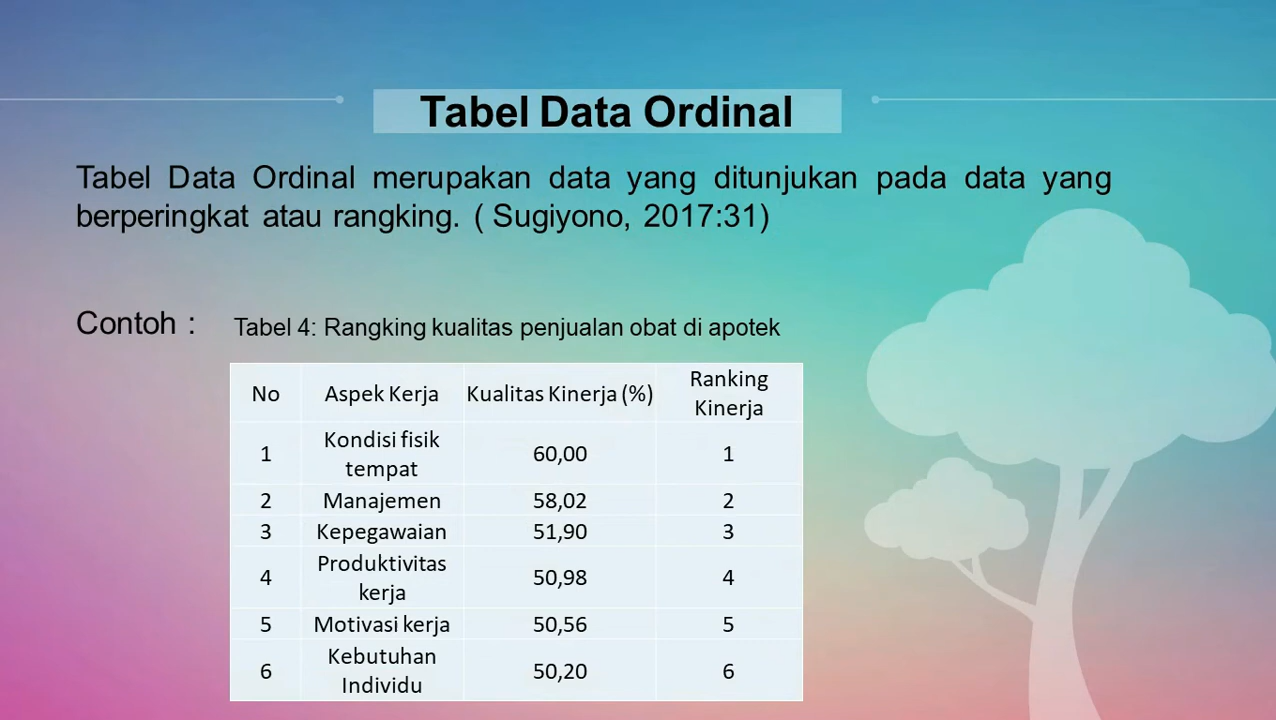 Tabel Data Ordinal
Tabel Data Ordinal merupakan data yang ditunjukan pada data yang
berperingkat atau rangking. ( Sugiyono, 2017:31)
Contoh :
Tabel 4: Rangking kualitas penjualan obat di apotek
No Aspek Kerja Kualitas Kinerja (%) Ranking Kinerja
1 Kondisi fisik tempat 60,00 1
2 Manajemen 58,02 2
3 Kepegawaian 51,90 3
4 Produktivitas kerja 50,98 4
5 Motivasi kerja 50,56 5
6 Kebutuhan Individu 50,20 6